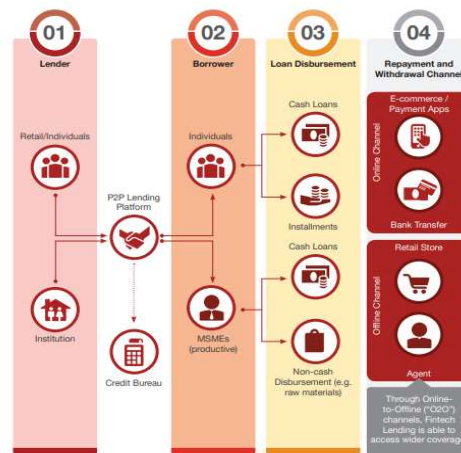 01
Lender
02
Borrower
03
Loan Disbursement
04
Repayment and
Withdrawal Channel
Retail/Individuals
Institution
P2P Lending
Platform
Credit Bureau
Individuals
MSMEs
(productive)
Cash Loans
Installments
Cash Loans
Non-cash
Disbursement (e.g.
raw materials)
Online Channel
E-commerce /
Payment Apps
Bank Transfer
Offline Channel
Retail Store
Agent
Through Online-
to-Offline ("O2O")
channels, Fintech
Lending is able to
access wider coverage